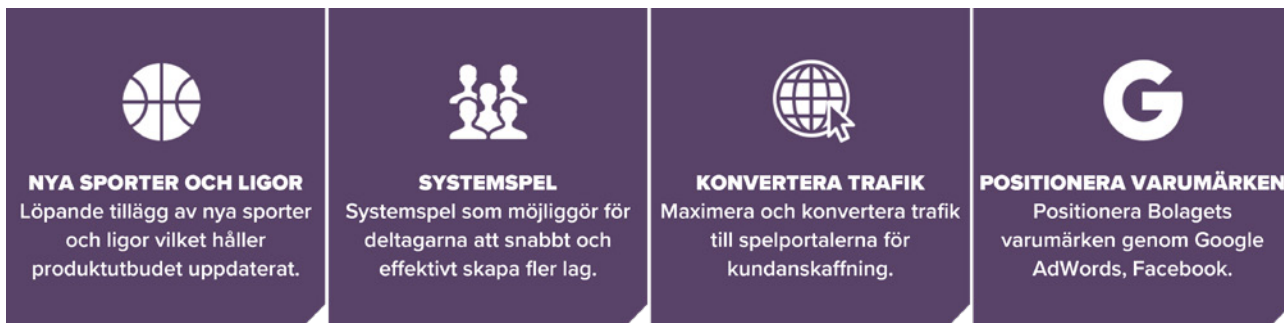 NYA SPORTER OCH LIGOR
Löpande tillägg av nya sporter
och ligor vilket håller
produktutbudet uppdaterat.
SYSTEMSPEL
Systemspel som möjliggör för
deltagarna att snabbt och
effektivt skapa fler lag.
KONVERTERA TRAFIK
Maximera och konvertera trafik
till spelportalerna för
kundanskaffning.
G
POSITIONERA VARUMÄRKEN
Positionera Bolagets
varumärken genom Google
AdWords, Facebook.